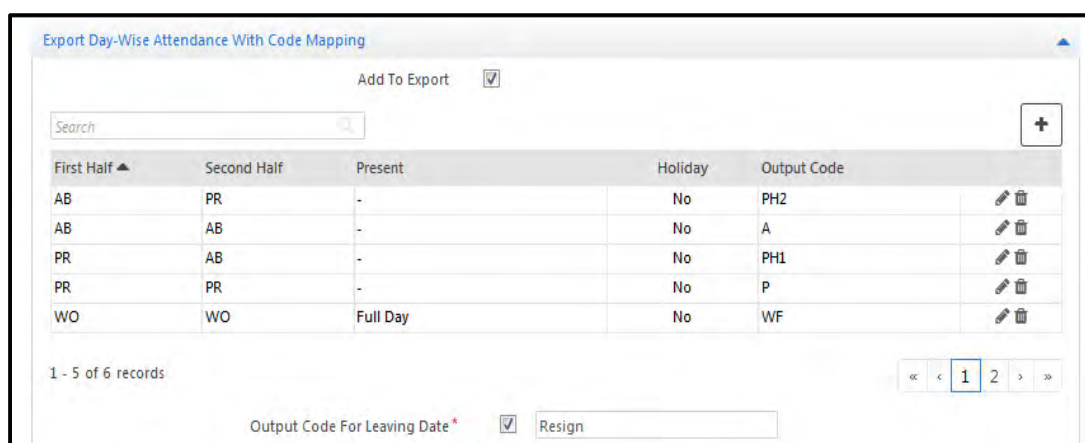 Export Day-Wise Attendance With Code Mapping
Add To Export
Search
First Half Second Half Present Holiday Output Code
AB PR - No PH2
AB AB - No A
PR AB - No PH1
PR PR - No P
WO WO Full Day No WF
1 - 5 of 6 records « ‹ 1 2 › »
Output Code For Leaving Date* Resign